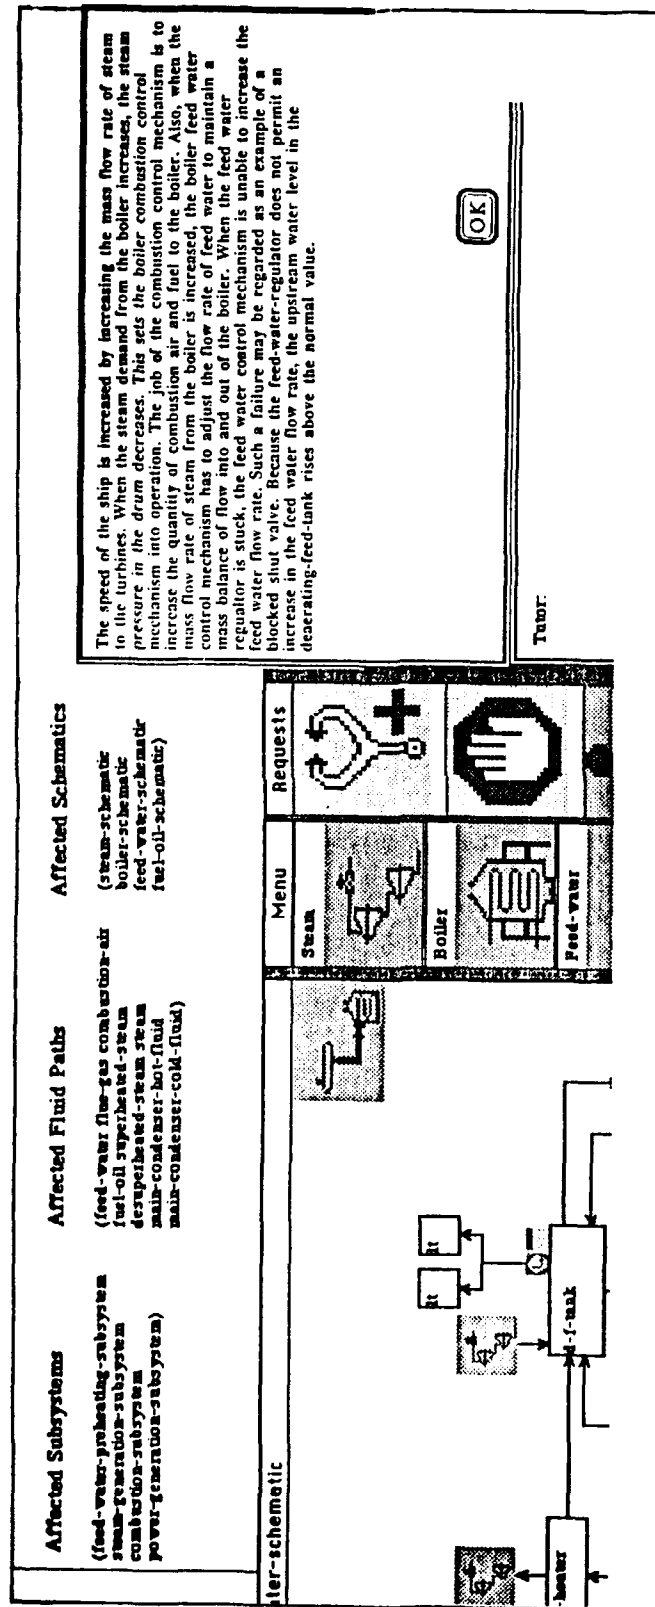 Affected Subsystems
(feed-water-preheating-subsystem
steam-generation-subsystem
combustion-subsystem
power-generation-subsystem)
Affected Fluid Paths
(feed-water flue-gas combustion-air
fuel-oil superheated-steam
desuperheated-steam steam
main-condenser-hot-fluid
main-condenser-cold-fluid)
Affected Schematics
(steam-schematic
boiler-schematic
feed-water-schematic
fuel-oil-schematic)
The speed of the ship is increased by increasing the mass flow rate of steam
to the turbines. When the steam demand from the boiler increases, the steam
pressure in the drum decreases. This sets the boiler combustion control
mechanism into operation. The job of the combustion control mechanism is to
increase the quantity of combustion air and fuel to the boiler. Also, when the
mass flow rate of steam from the boiler is increased, the boiler feed water
control mechanism has to adjust the flow rate of feed water to maintain a
mass balance of flow into and out of the boiler. When the feed water
regualtor is stuck, the feed water control mechanism is unable to increase the
feed water flow rate. Such a failure may be regarded as an example of a
blocked shut valve. Because the feed-water-regulator does not permit an
increase in the feed water flow rate, the upstream water level in the
deaerating-feed-tank rises above the normal value.
OK
Tutor:
ter-schematic
Menu
Requests
Steam
Boiler
Feed-water
-heater
d-f-tank